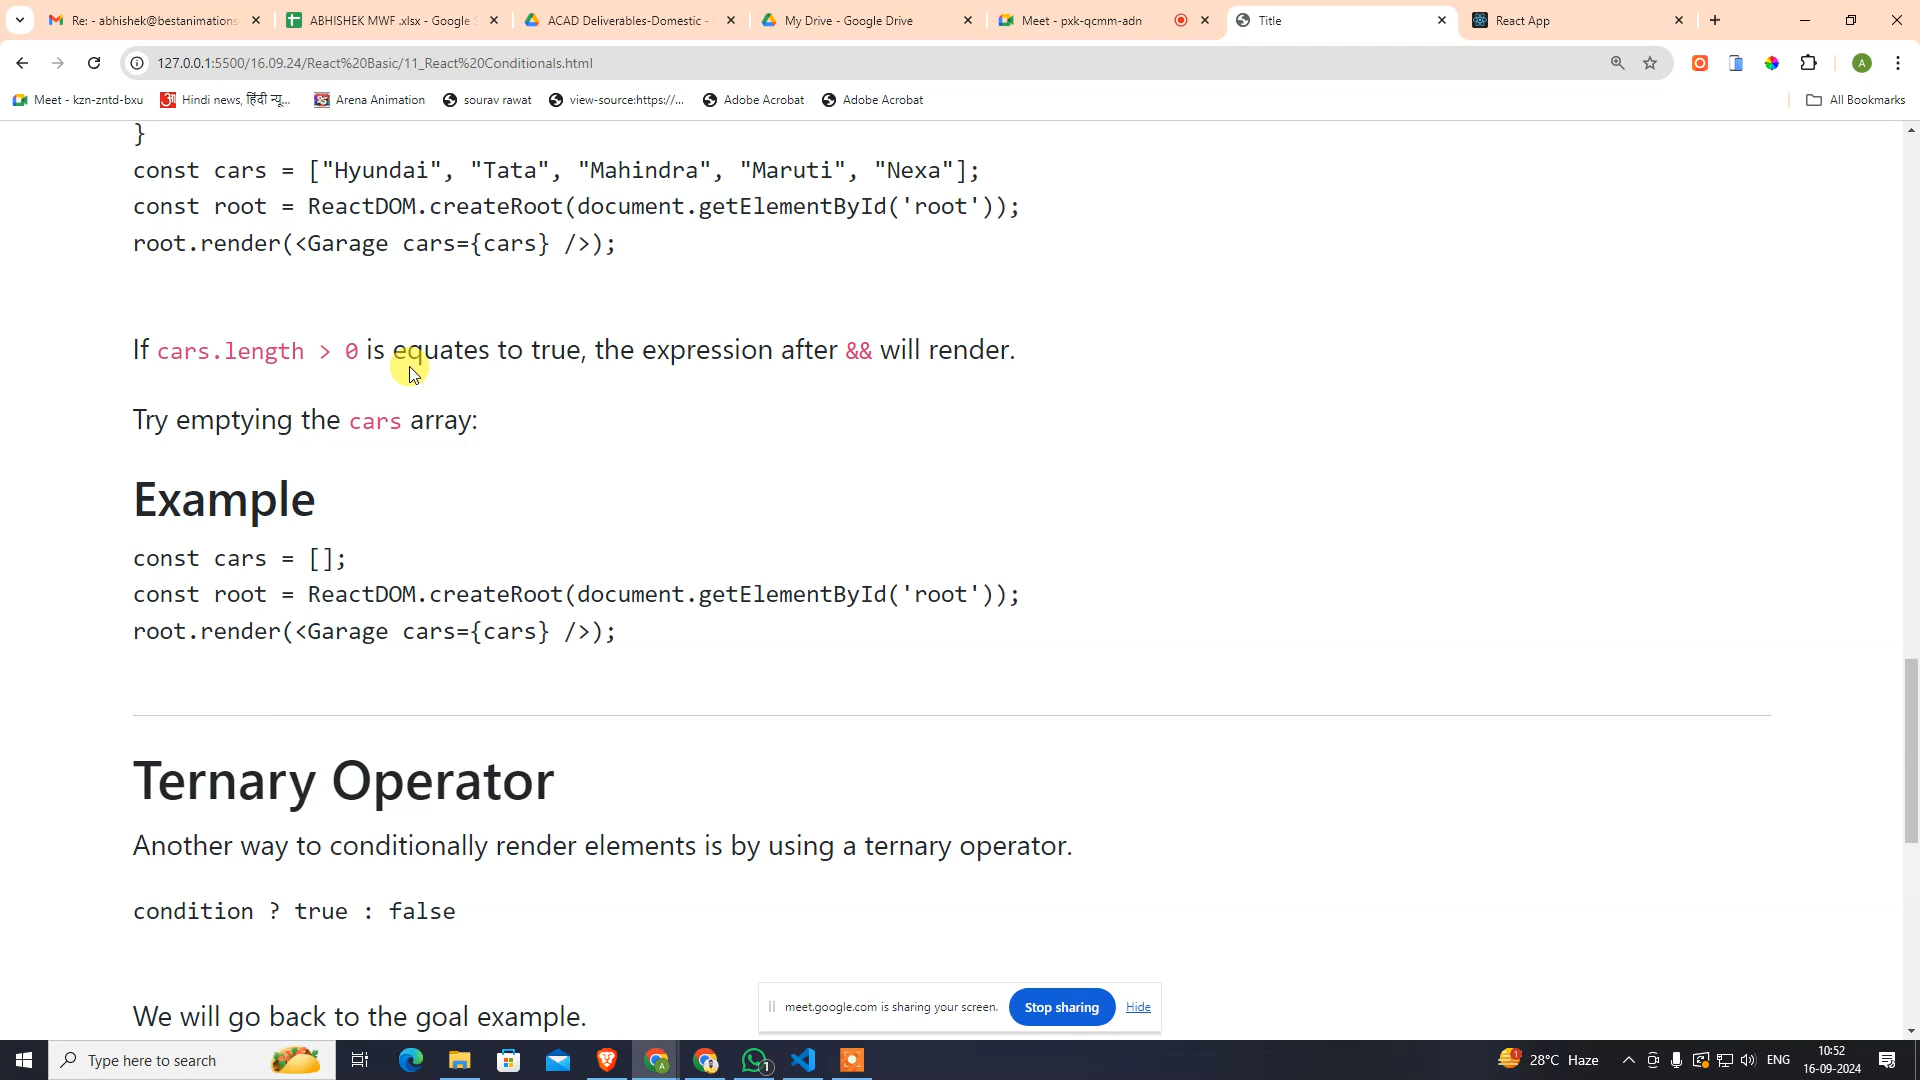 Re: - abhishek@bestanimations
ABHISHEK MWF .xlsx - Google S
ACAD Deliverables-Domestic -
My Drive - Google Drive
Meet - pxk-qcmm-adn
Title
React App
127.0.0.1:5500/16.09.24/React%20Basic/11_React%20Conditionals.html
A
Meet - kzn-zntd-bxu
Hindi news, हिंदी न्यू...
Arena Animation
sourav rawat
view-source:https://...
Adobe Acrobat
Adobe Acrobat
All Bookmarks
}
const cars = ["Hyundai", "Tata", "Mahindra", "Maruti", "Nexa"];
const root = ReactDOM.createRoot(document.getElementById('root'));
root.render(<Garage cars={cars} />);
If cars.length > 0 is equates to true, the expression after && will render.
Try emptying the cars array:
Example
const cars = [];
const root = ReactDOM.createRoot(document.getElementById('root'));
root.render(<Garage cars={cars} />);
Ternary Operator
Another way to conditionally render elements is by using a ternary operator.
condition ? true : false
We will go back to the goal example.
meet.google.com is sharing your screen.
Stop sharing
Hide
Type here to search
28°C Haze
ENG
10:52
16-09-2024